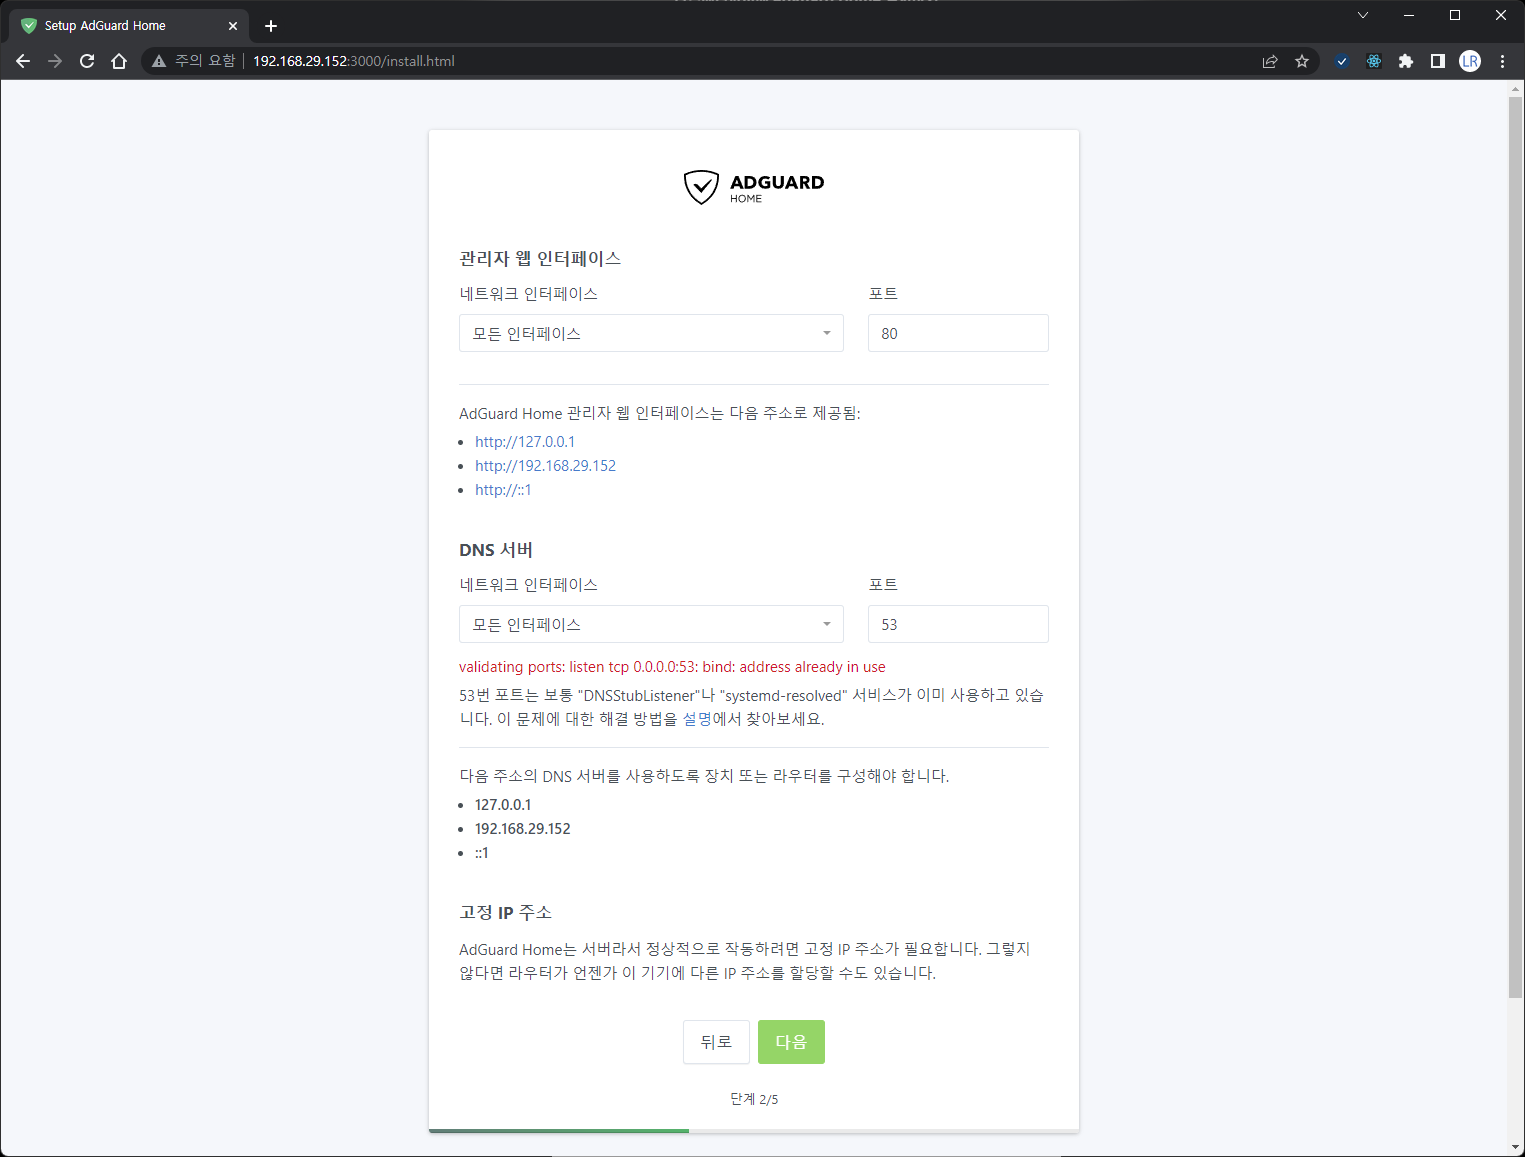 Setup AdGuard Home
주의 요함 192.168.29.152:3000/install.html
LR
ADGUARD
HOME
관리자 웹 인터페이스
네트워크 인터페이스 포트
모든 인터페이스 80
AdGuard Home 관리자 웹 인터페이스는 다음 주소로 제공됨:
http://127.0.0.1
http://192.168.29.152
http://::1
DNS 서버
네트워크 인터페이스 포트
모든 인터페이스 53
validating ports: listen tcp 0.0.0.0:53: bind: address already in use
53번 포트는 보통 "DNSStubListener"나 "systemd-resolved" 서비스가 이미 사용하고 있습
니다. 이 문제에 대한 해결 방법을 설명에서 찾아보세요.
다음 주소의 DNS 서버를 사용하도록 장치 또는 라우터를 구성해야 합니다.
127.0.0.1
192.168.29.152
::1
고정 IP 주소
AdGuard Home는 서버라서 정상적으로 작동하려면 고정 IP 주소가 필요합니다. 그렇지
않다면 라우터가 언젠가 이 기기에 다른 IP 주소를 할당할 수도 있습니다.
뒤로 다음
단계 2/5